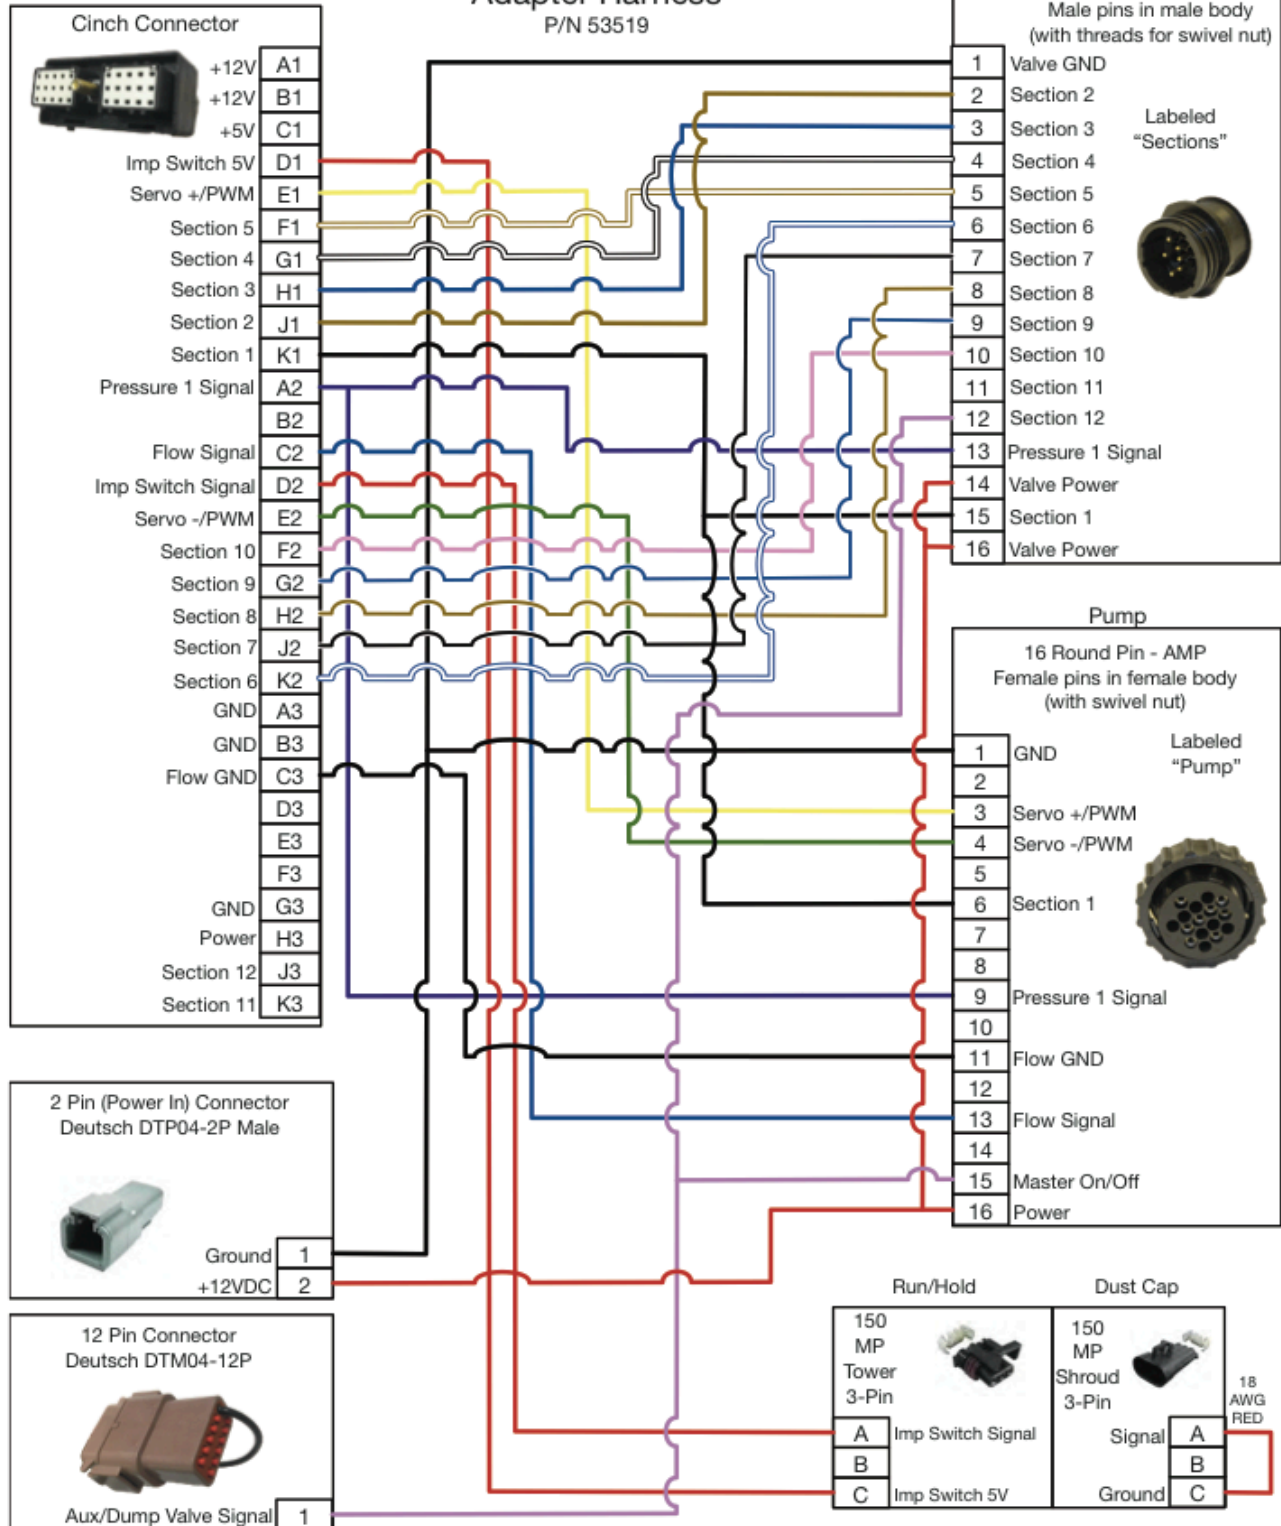 Adapter Harness
P/N 53519
Cinch Connector
+12V A1
+12V B1
+5V C1
Imp Switch 5V D1
Servo +/PWM E1
Section 5 F1
Section 4 G1
Section 3 H1
Section 2 J1
Section 1 K1
Pressure 1 Signal A2
B2
Flow Signal C2
Imp Switch Signal D2
Servo -/PWM E2
Section 10 F2
Section 9 G2
Section 8 H2
Section 7 J2
Section 6 K2
GND A3
GND B3
Flow GND C3
D3
E3
F3
GND G3
Power H3
Section 12 J3
Section 11 K3
Male pins in male body
(with threads for swivel nut)
1 Valve GND
2 Section 2
3 Section 3
4 Section 4
5 Section 5
6 Section 6
7 Section 7
8 Section 8
9 Section 9
10 Section 10
11 Section 11
12 Section 12
13 Pressure 1 Signal
14 Valve Power
15 Section 1
16 Valve Power
Labeled
“Sections”
Pump
16 Round Pin - AMP
Female pins in female body
(with swivel nut)
Labeled
“Pump”
1 GND
2
3 Servo +/PWM
4 Servo -/PWM
5
6 Section 1
7
8
9 Pressure 1 Signal
10
11 Flow GND
12
13 Flow Signal
14
15 Master On/Off
16 Power
2 Pin (Power In) Connector
Deutsch DTP04-2P Male
Ground 1
+12VDC 2
12 Pin Connector
Deutsch DTM04-12P
Aux/Dump Valve Signal 1
Run/Hold
150
MP
Tower
3-Pin
A Imp Switch Signal
B
C Imp Switch 5V
Dust Cap
150
MP
Shroud
3-Pin
18
AWG
RED
Signal A
B
Ground C